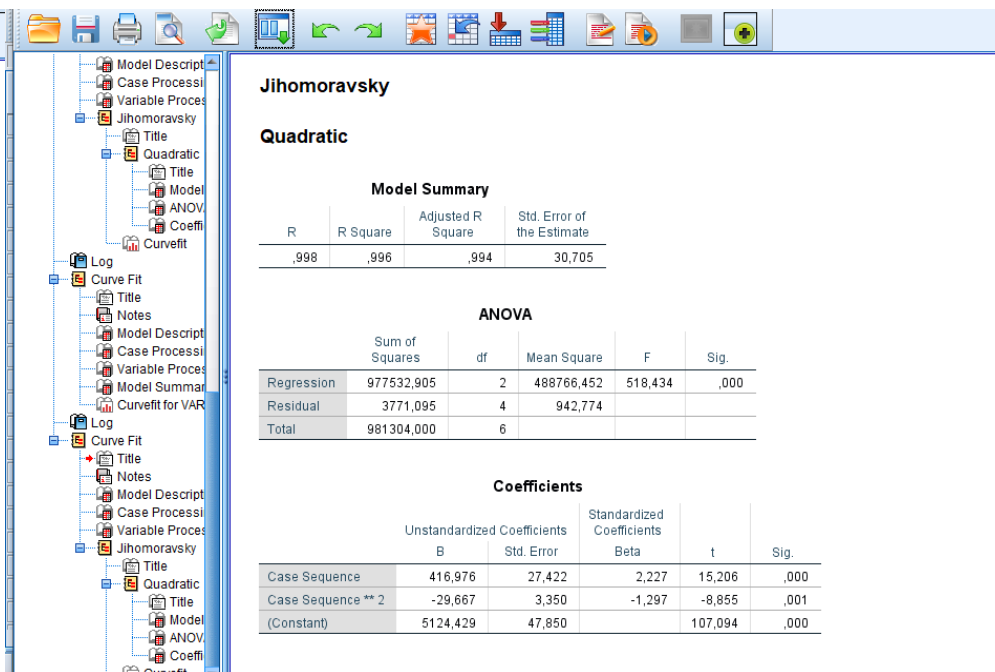 Model Descript
Case Processi
Variable Proces
Jihomoravsky
Title
Quadratic
Title
Model
ANOV.
Coeffi
Curvefit
Log
Curve Fit
Title
Notes
Model Descript
Case Processi
Variable Proces
Model Summar
Curvefit for VAR
Log
Curve Fit
Title
Notes
Model Descript
Case Processi
Variable Proces
Jihomoravsky
Title
Quadratic
Title
Model
ANOV.
Coeffi
Jihomoravsky
Quadratic
Model Summary
R R Square Adjusted R Square Std. Error of the Estimate
,998 ,996 ,994 30,705
ANOVA
Sum of Squares df Mean Square F Sig.
Regression 977532,905 2 488766,452 518,434 ,000
Residual 3771,095 4 942,774
Total 981304,000 6
Coefficients
Unstandardized Coefficients Standardized Coefficients
B Std. Error Beta t Sig.
Case Sequence 416,976 27,422 2,227 15,206 ,000
Case Sequence ** 2 -29,667 3,350 -1,297 -8,855 ,001
(Constant) 5124,429 47,850 107,094 ,000